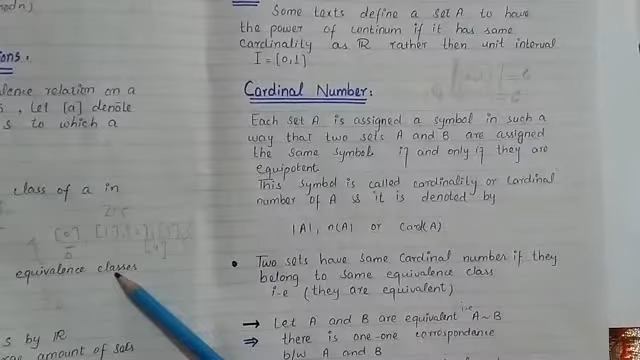 ions.
valence relation on a
s. Let [a] denote
s to which a
class of a in
equivalence classes
s by ℝ
Some texts define a set A to have
the power of continum if it has same
cardinality as ℝ rather then unit interval
I = [0,1]
Cardinal Number:
Each set A is assigned a symbol in such a
way that two sets A and B are assigned
the same symbol if and only if they are
equipotent.
This symbol is called cardinality or cardinal
number of A & it is denoted by
|A|, n(A) or Card(A)
• Two sets have same Cardinal number if they
belong to same equivalence class
i-e (they are equivalent)
→ Let A and B are equivalent i-e A~B
⇒ there is one-one correspondance
b/w A and B